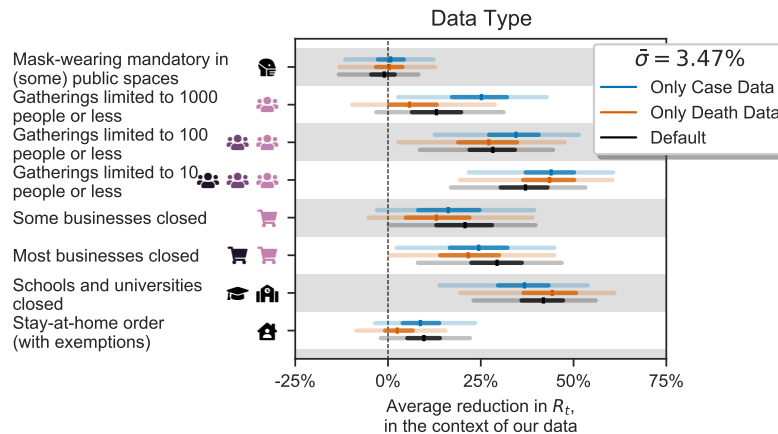 Data Type
Mask-wearing mandatory in
(some) public spaces
Gatherings limited to 1000
people or less
Gatherings limited to 100
people or less
Gatherings limited to 10
people or less
Some businesses closed
Most businesses closed
Schools and universities
closed
Stay-at-home order
(with exemptions)
σ̄ = 3.47%
Only Case Data
Only Death Data
Default
-25%
0%
25%
50%
75%
Average reduction in Rₜ,
in the context of our data